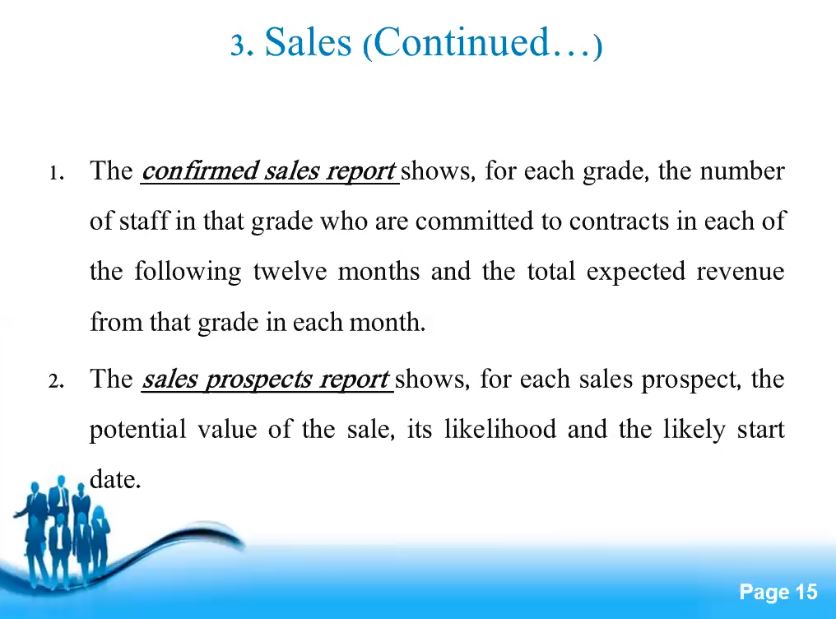 3. Sales (Continued…)
1. The confirmed sales report shows, for each grade, the number
of staff in that grade who are committed to contracts in each of
the following twelve months and the total expected revenue
from that grade in each month.
2. The sales prospects report shows, for each sales prospect, the
potential value of the sale, its likelihood and the likely start
date.
Page 15